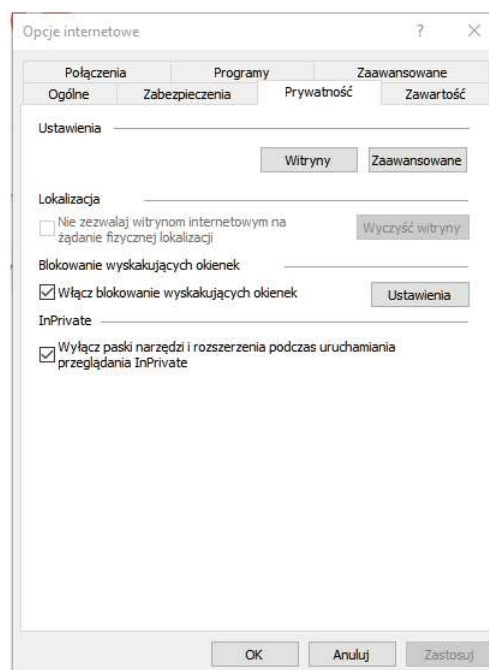 Opcje internetowe
Połączenia Programy Zaawansowane
Ogólne Zabezpieczenia Prywatność Zawartość
Ustawienia
Witryny Zaawansowane
Lokalizacja
Nie zezwalaj witrynom internetowym na
żądanie fizycznej lokalizacji
Wyczyść witryny
Blokowanie wyskakujących okienek
Włącz blokowanie wyskakujących okienek
Ustawienia
InPrivate
Wyłącz paski narzędzi i rozszerzenia podczas uruchamiania
przeglądania InPrivate
OK Anuluj Zastosuj